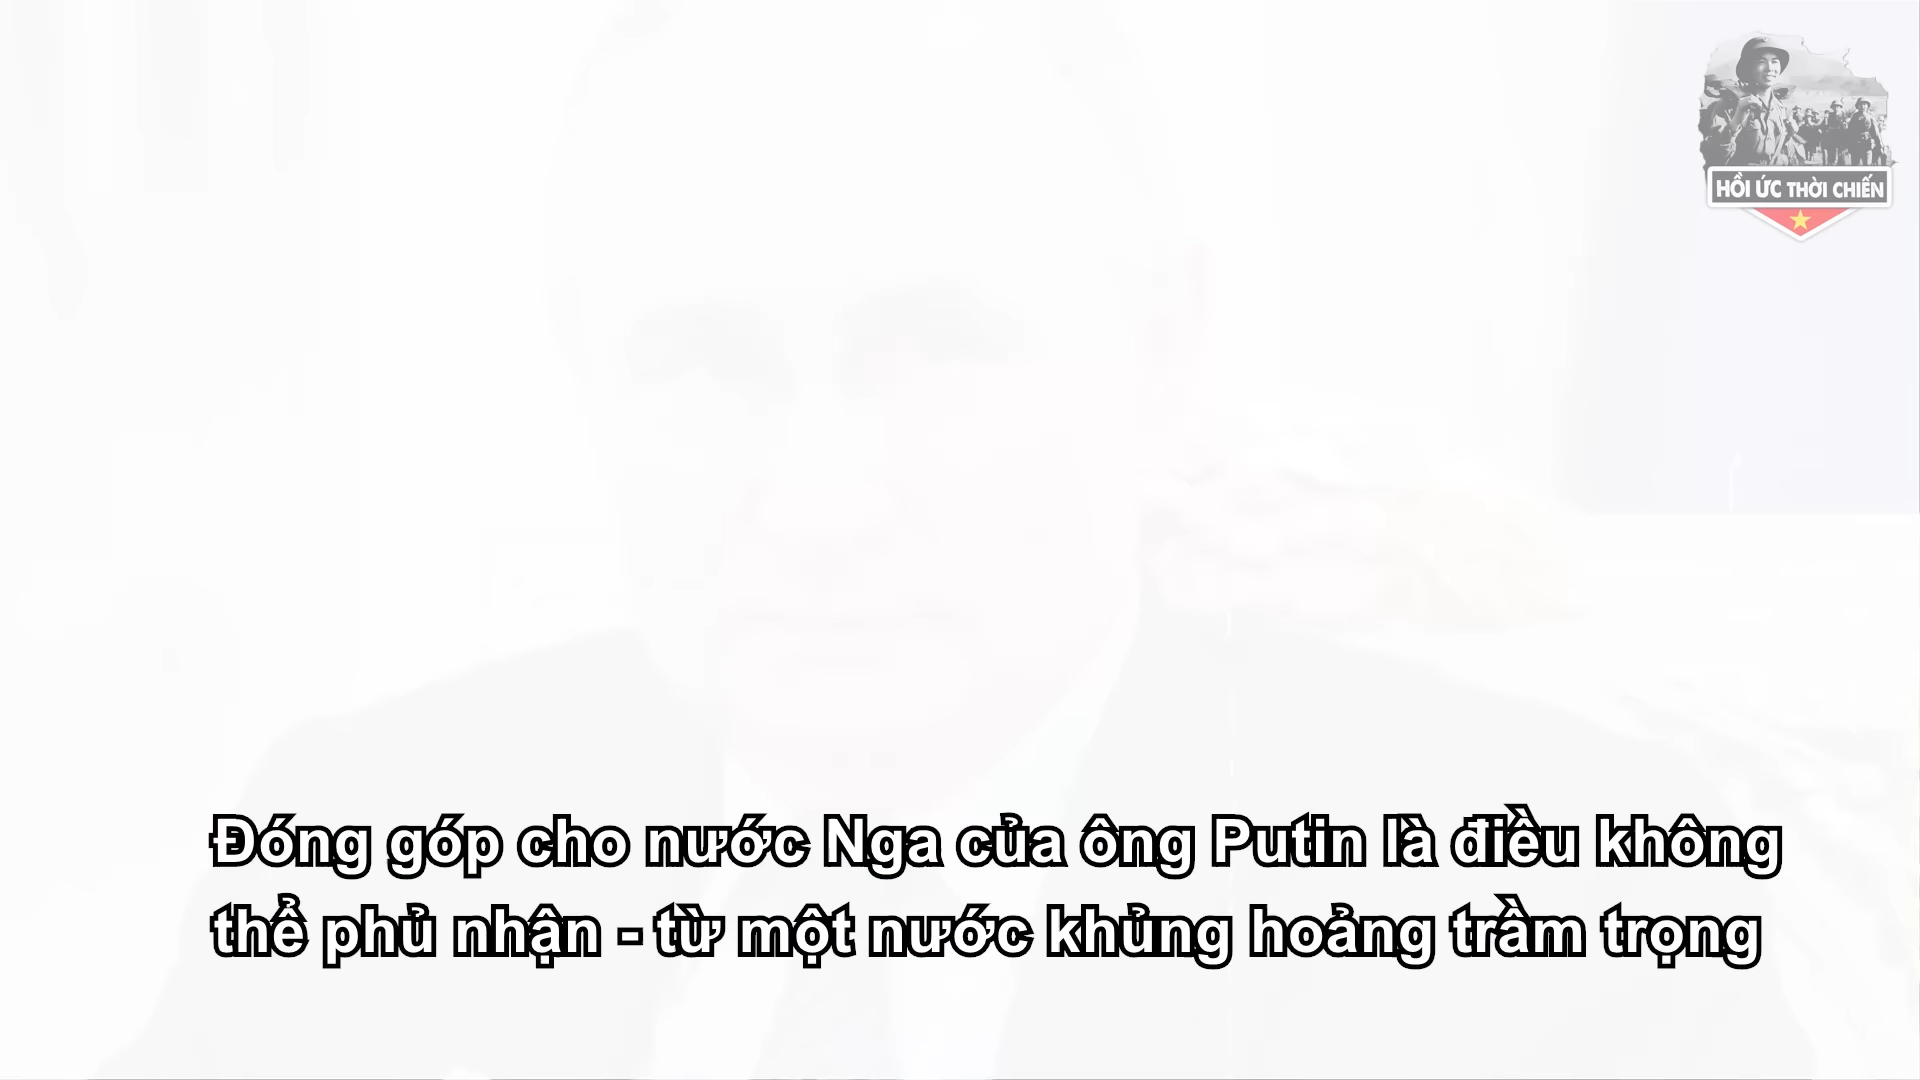 HỒI ỨC THỜI CHIẾN
Đóng góp cho nước Nga của ông Putin là điều không
thể phủ nhận - từ một nước khủng hoảng trầm trọng